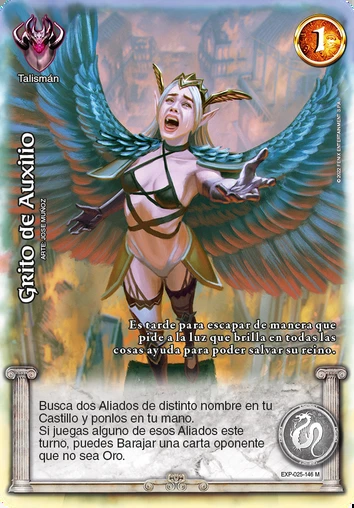 1
Talismán
Grito de Auxilio
ARTE: JOSE MUÑOZ
Es tarde para escapar de manera que
pide a la luz que brilla en todas las
cosas ayuda para poder salvar su reino.
Busca dos Aliados de distinto nombre en tu
Castillo y ponlos en tu mano.
Si juegas alguno de esos Aliados este
turno, puedes Barajar una carta oponente
que no sea Oro.
EXP-025-146 M